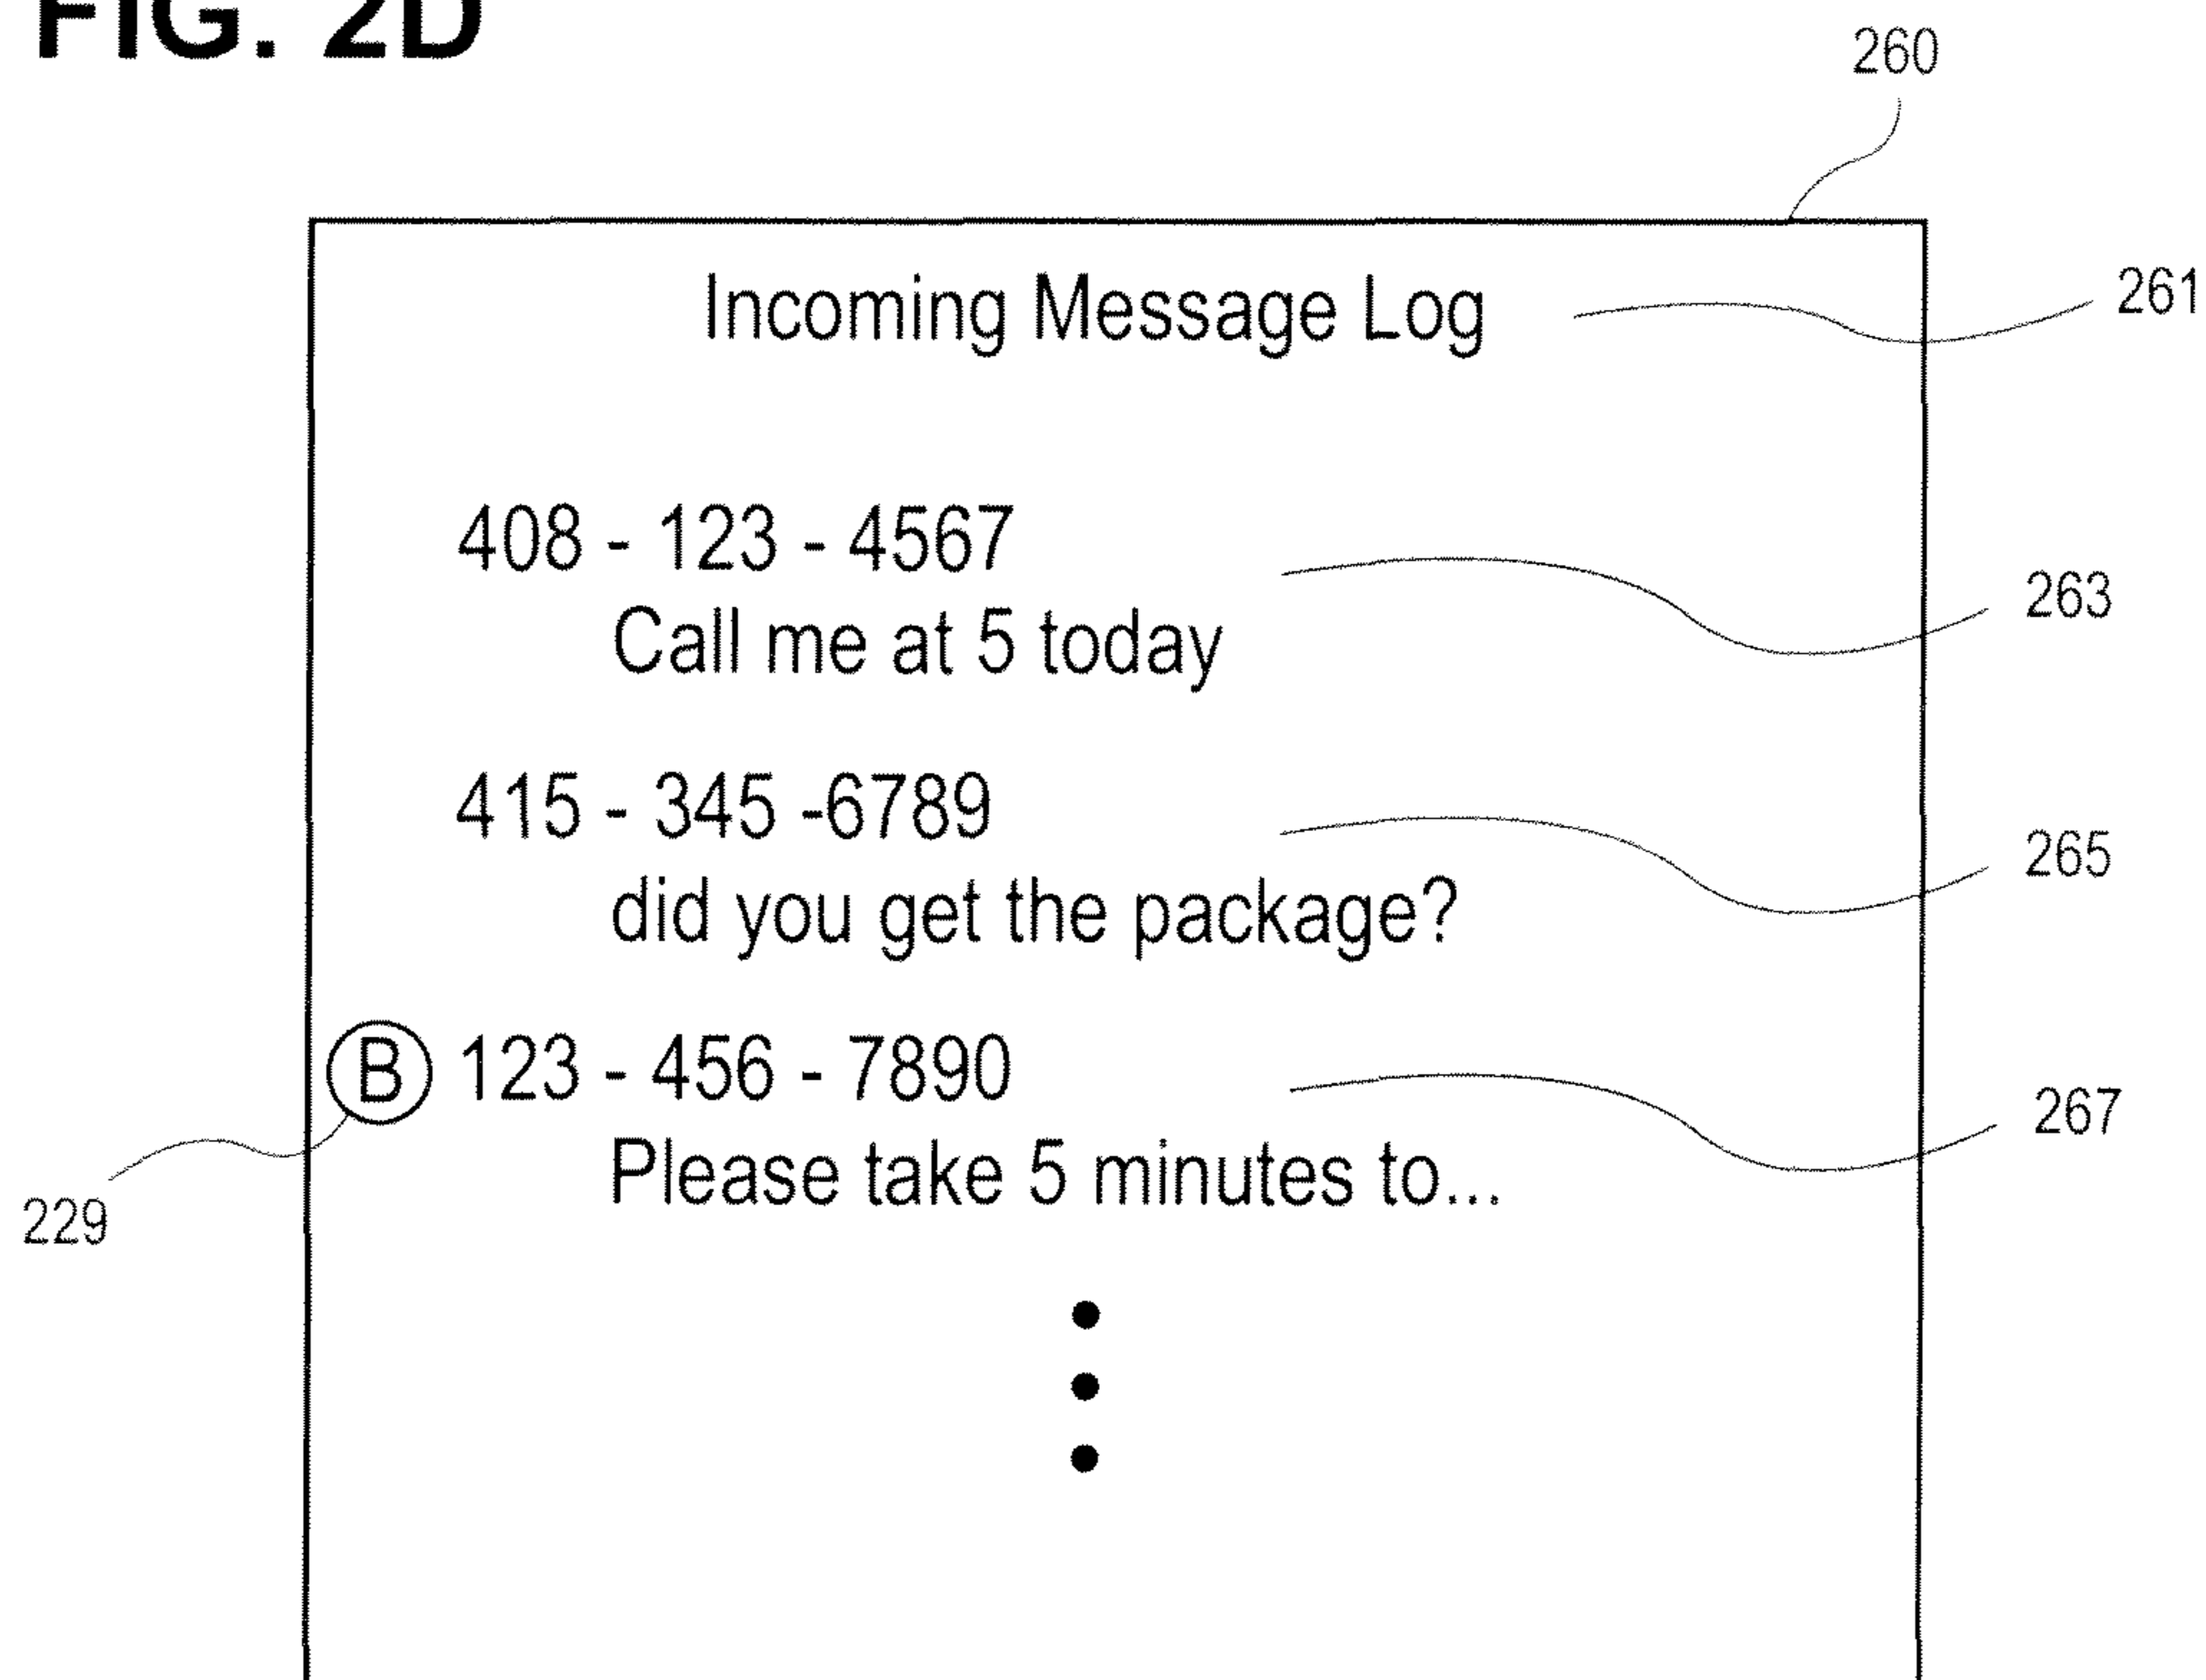 FIG. 2D
260
Incoming Message Log
261
408 - 123 - 4567
263
Call me at 5 today
415 - 345 -6789
265
did you get the package?
B 123 - 456 - 7890
267
Please take 5 minutes to...
229